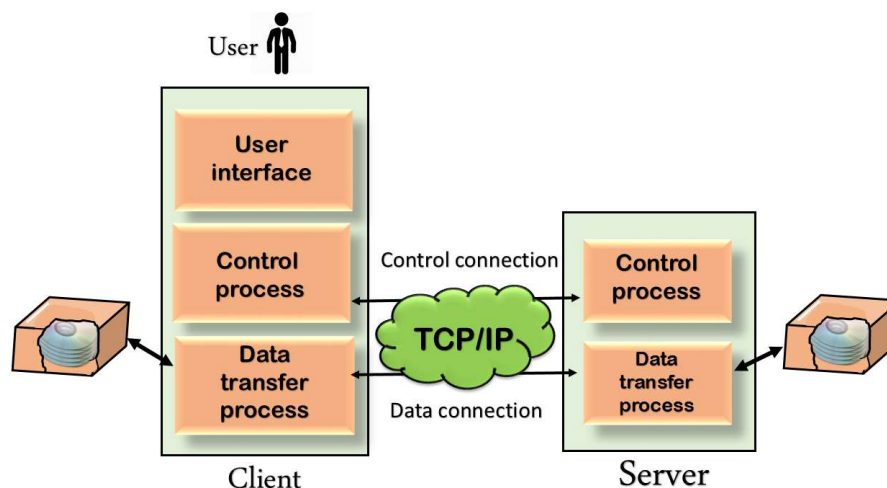 User
User
interface
Control
process
Data
transfer
process
Client
Control connection
TCP/IP
Data connection
Control
process
Data
transfer
process
Server